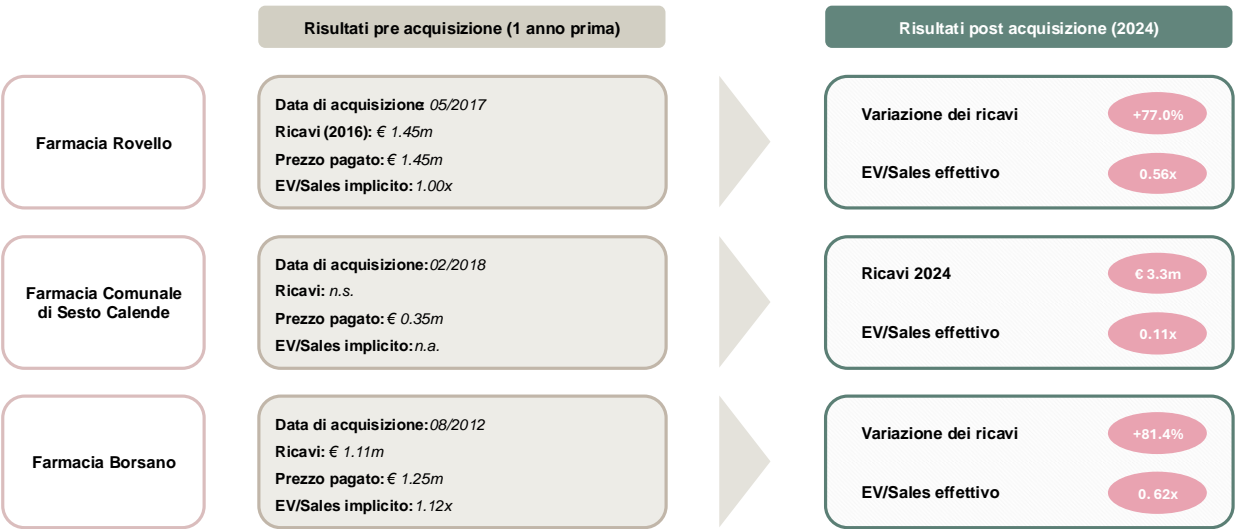 Risultati pre acquisizione (1 anno prima)
Risultati post acquisizione (2024)
Farmacia Rovello
Data di acquisizione 05/2017
Ricavi (2016): € 1.45m
Prezzo pagato: € 1.45m
EV/Sales implicito: 1.00x
Variazione dei ricavi
+77.0%
EV/Sales effettivo
0.56x
Farmacia Comunale
di Sesto Calende
Data di acquisizione: 02/2018
Ricavi: n.s.
Prezzo pagato: € 0.35m
EV/Sales implicito: n.a.
Ricavi 2024
€ 3.3m
EV/Sales effettivo
0.11x
Farmacia Borsano
Data di acquisizione: 08/2012
Ricavi: € 1.11m
Prezzo pagato: € 1.25m
EV/Sales implicito: 1.12x
Variazione dei ricavi
+81.4%
EV/Sales effettivo
0. 62x